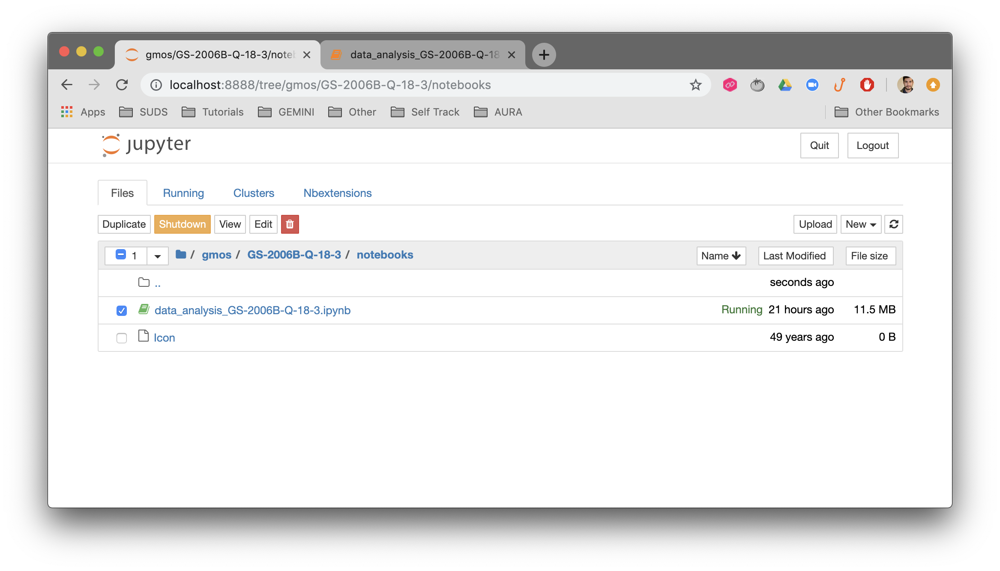 gmos/GS-2006B-Q-18-3/note data_analysis_GS-2006B-Q-18
localhost:8888/tree/gmos/GS-2006B-Q-18-3/notebooks
Apps SUDS Tutorials GEMINI Other Self Track AURA Other Bookmarks
jupyter Quit Logout
Files Running Clusters Nbextensions
Duplicate Shutdown View Edit Upload New
1 / gmos / GS-2006B-Q-18-3 / notebooks Name Last Modified File size
.. seconds ago
data_analysis_GS-2006B-Q-18-3.ipynb Running 21 hours ago 11.5 MB
Icon 49 years ago 0 B